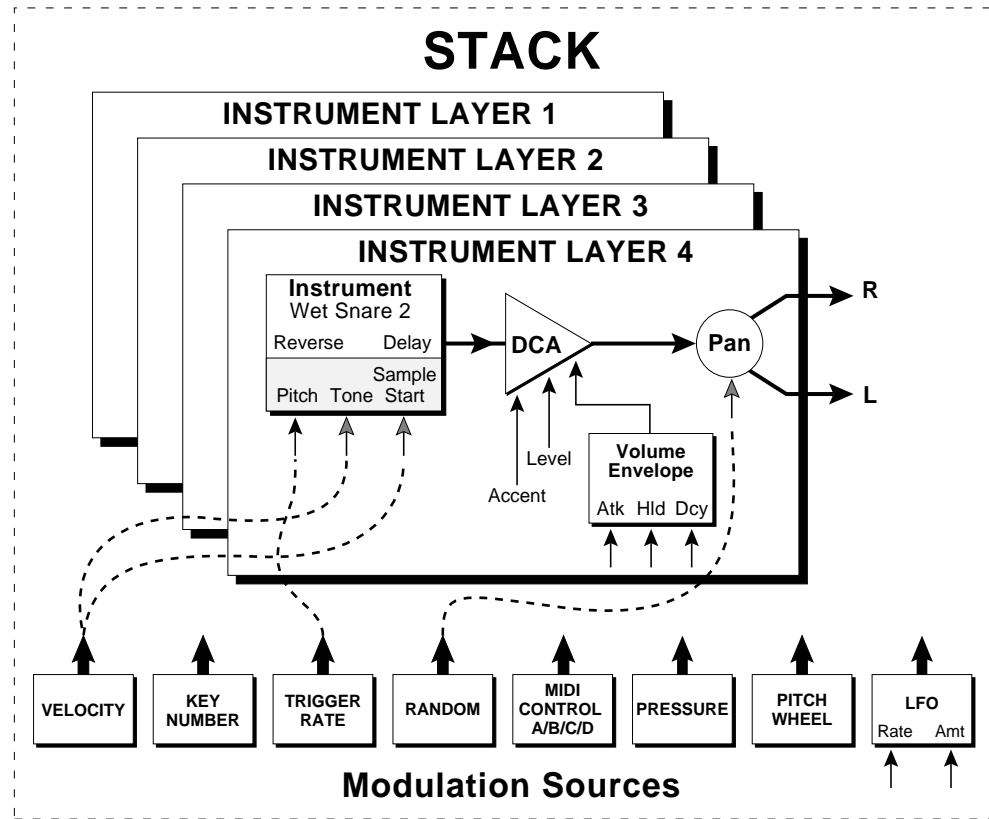 STACK
INSTRUMENT LAYER 1
INSTRUMENT LAYER 2
INSTRUMENT LAYER 3
INSTRUMENT LAYER 4
Instrument
Wet Snare 2
Reverse Delay
Pitch Tone Sample
Start
DCA
Pan
R
L
Level
Accent
Volume
Envelope
Atk Hld Dcy
VELOCITY
KEY
NUMBER
TRIGGER
RATE
RANDOM
MIDI
CONTROL
A/B/C/D
PRESSURE
PITCH
WHEEL
LFO
Rate Amt
Modulation Sources